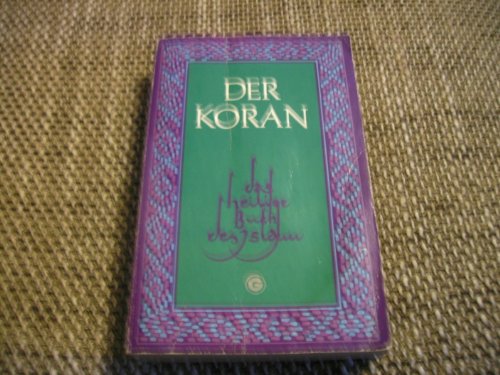 DER
KORAN
das
heilige
Buch
des Islam
G